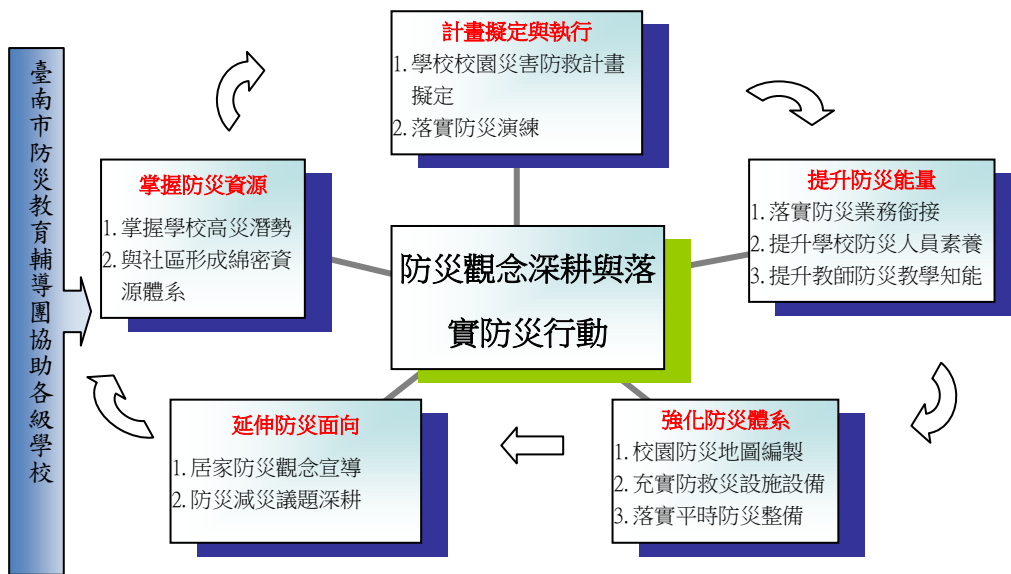 臺南市防災教育輔導團協助各級學校
計畫擬定與執行
1. 學校校園災害防救計畫
擬定
2. 落實防災演練
掌握防災資源
1. 掌握學校高災潛勢
2. 與社區形成綿密資
源體系
提升防災能量
1. 落實防災業務銜接
2. 提升學校防災人員素養
3. 提升教師防災教學知能
防災觀念深耕與落
實防災行動
延伸防災面向
1. 居家防災觀念宣導
2. 防災減災議題深耕
強化防災體系
1. 校園防災地圖編製
2. 充實防救災設施設備
3. 落實平時防災整備